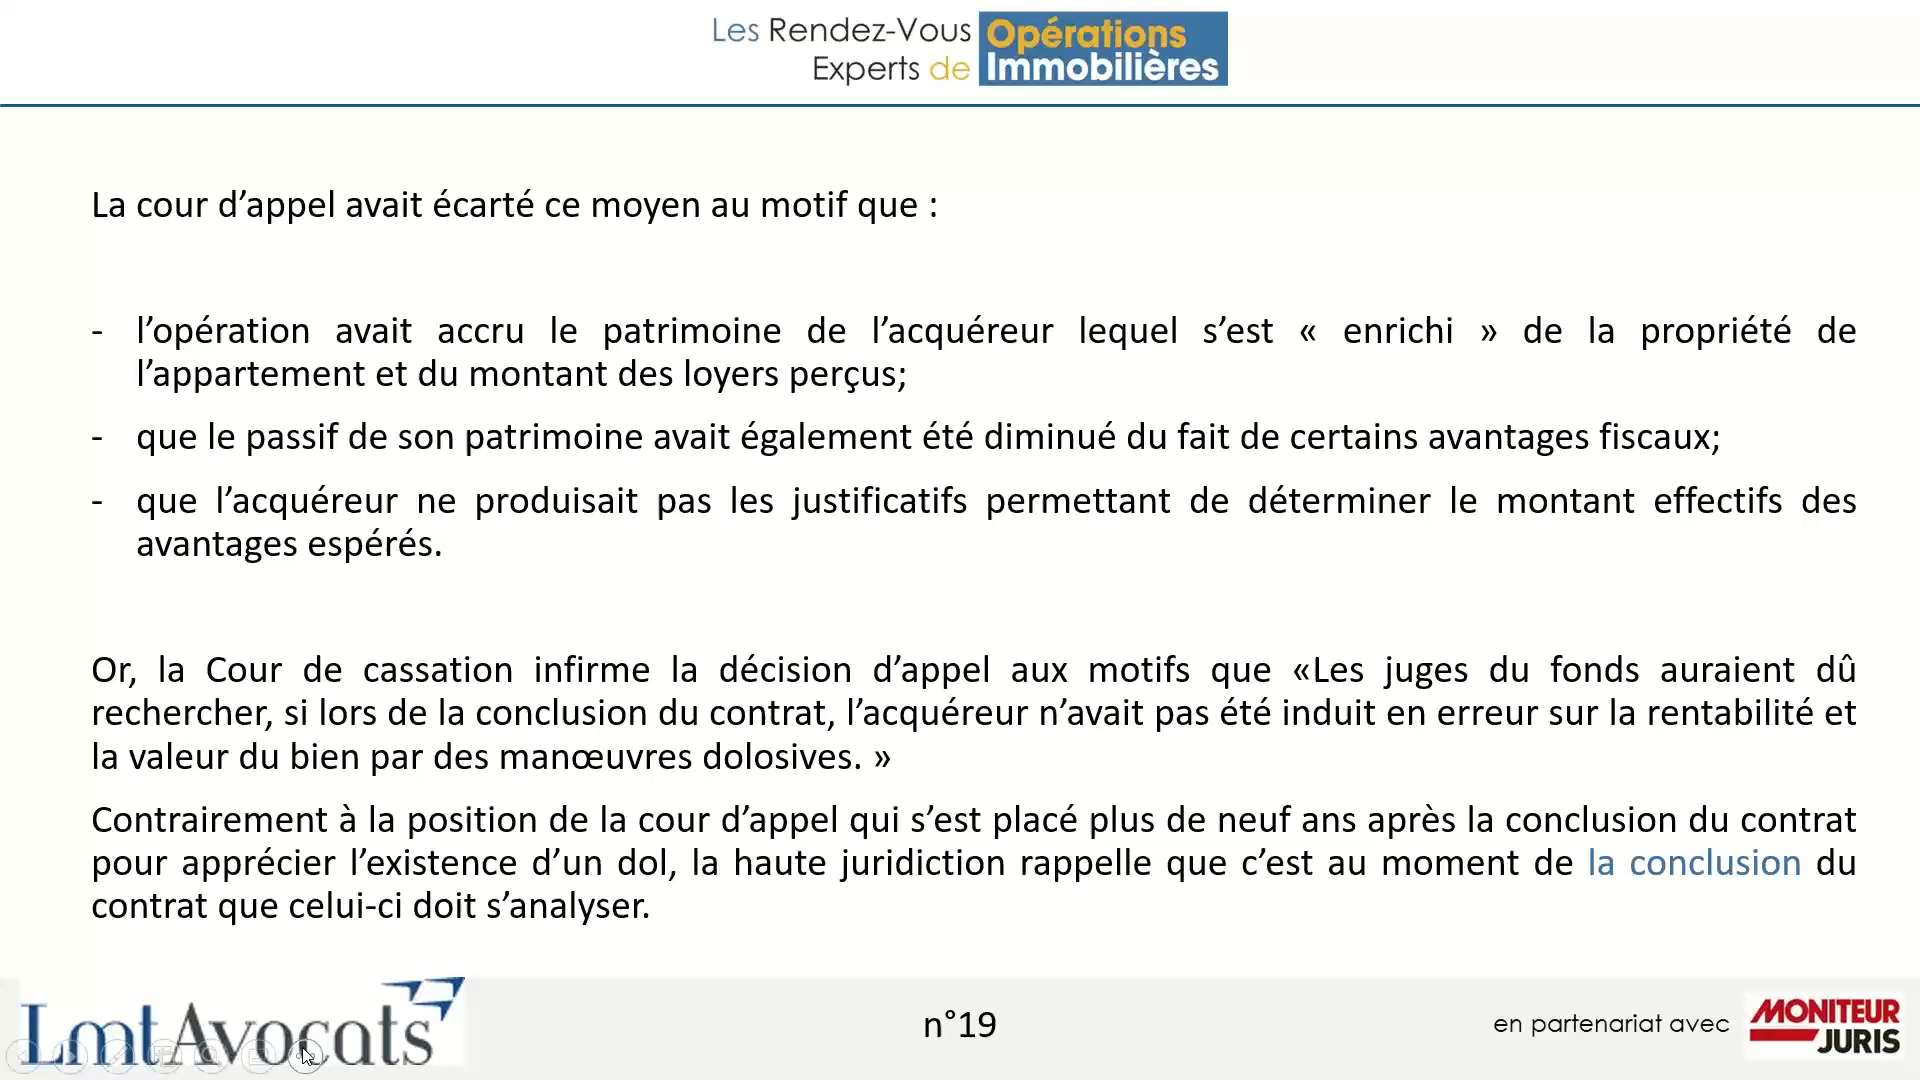 Les Rendez-Vous Opérations
Experts de Immobilières
La cour d’appel avait écarté ce moyen au motif que :
- l’opération avait accru le patrimoine de l’acquéreur lequel s’est « enrichi » de la propriété de
l’appartement et du montant des loyers perçus;
- que le passif de son patrimoine avait également été diminué du fait de certains avantages fiscaux;
- que l’acquéreur ne produisait pas les justificatifs permettant de déterminer le montant effectifs des
avantages espérés.
Or, la Cour de cassation infirme la décision d’appel aux motifs que «Les juges du fonds auraient dû
rechercher, si lors de la conclusion du contrat, l’acquéreur n’avait pas été induit en erreur sur la rentabilité et
la valeur du bien par des manœuvres dolosives. »
Contrairement à la position de la cour d’appel qui s’est placé plus de neuf ans après la conclusion du contrat
pour apprécier l’existence d’un dol, la haute juridiction rappelle que c’est au moment de la conclusion du
contrat que celui-ci doit s’analyser.
LmtAvocats
n°19
en partenariat avec
MONITEUR
JURIS